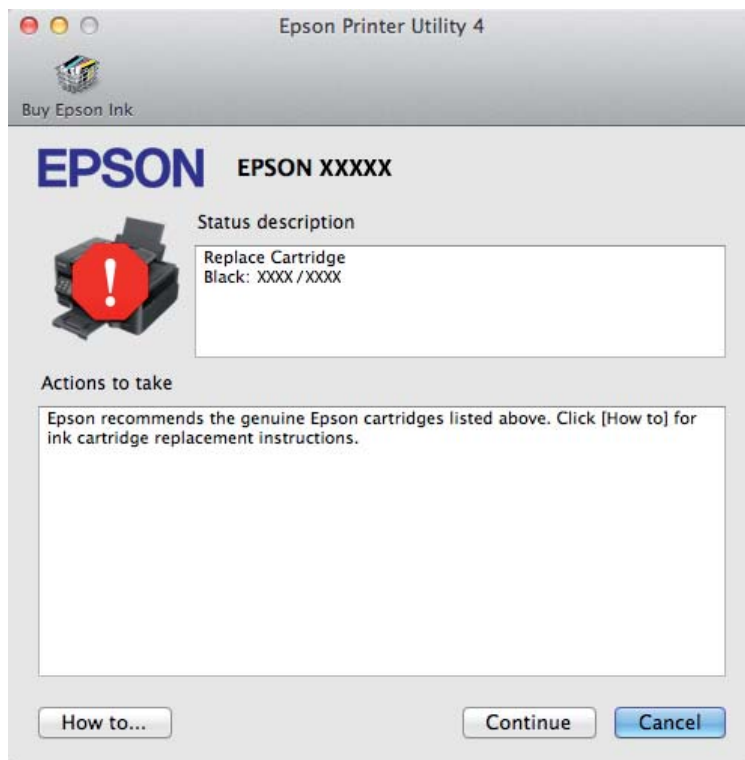 Epson Printer Utility 4
Buy Epson Ink
EPSON EPSON XXXXX
Status description
Replace Cartridge
Black: XXXX/XXXX
Actions to take
Epson recommends the genuine Epson cartridges listed above. Click [How to] for
ink cartridge replacement instructions.
How to... Continue Cancel